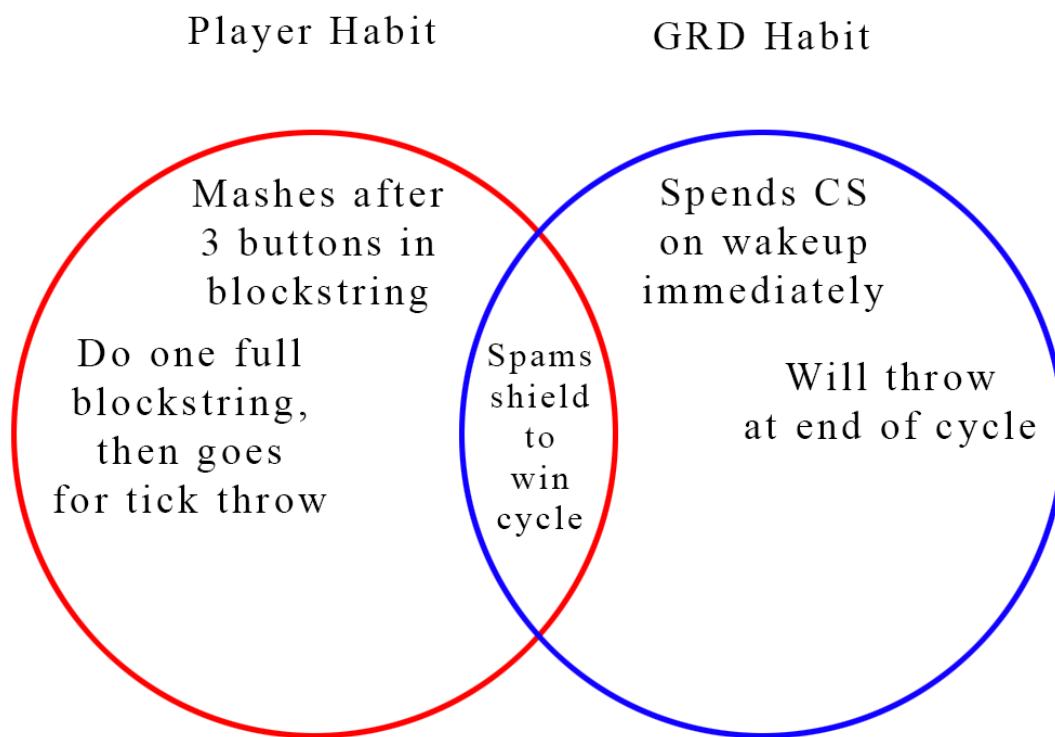 Player Habit
GRD Habit
Mashes after
3 buttons in
blockstring
Do one full
blockstring,
then goes
for tick throw
Spams
shield
to
win
cycle
Spends CS
on wakeup
immediately
Will throw
at end of cycle